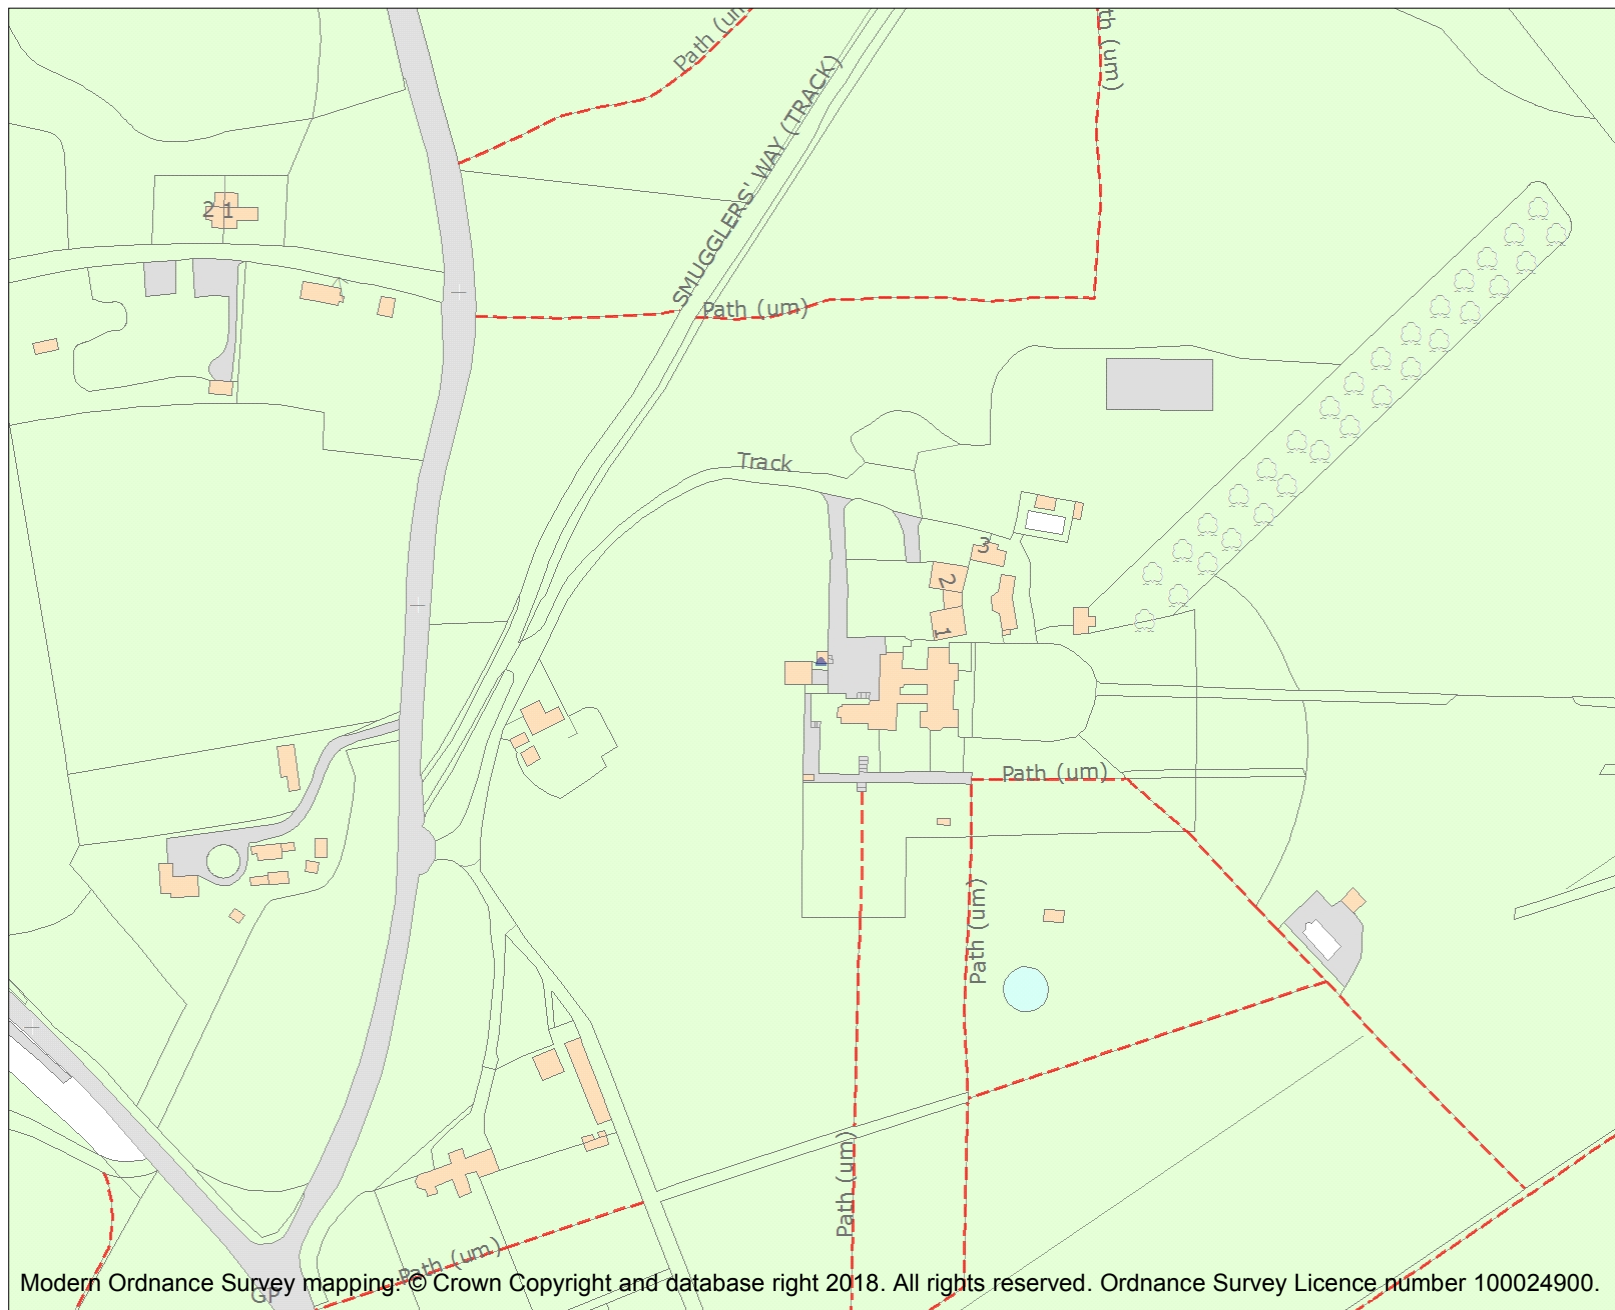 Path (un
th (um)
SMUGGLERS' WAY (TRACK)
2 1
Path (um)
Track
3
2
1
Path (um)
Path (um)
Path (um)
Path (um)
GP
Modern Ordnance Survey mapping: © Crown Copyright and database right 2018. All rights reserved. Ordnance Survey Licence number 100024900.